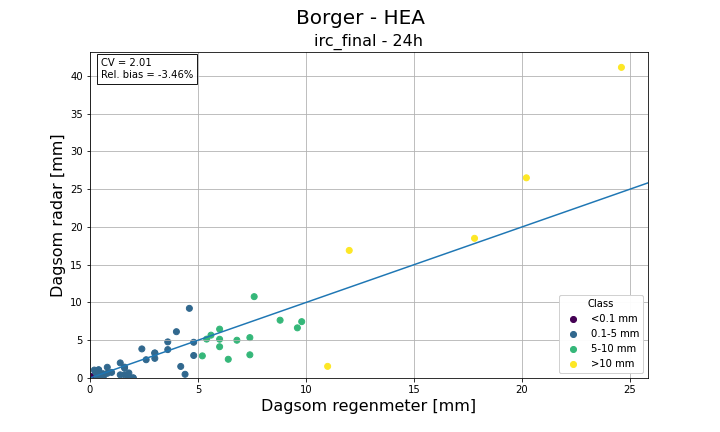 Borger - HEA
irc_final - 24h
CV = 2.01
Rel. bias = -3.46%
Dagsom radar [mm]
40
35
30
25
20
15
10
5
0
Class
<0.1 mm
0.1-5 mm
5-10 mm
>10 mm
0 5 10 15 20 25
Dagsom regenmeter [mm]